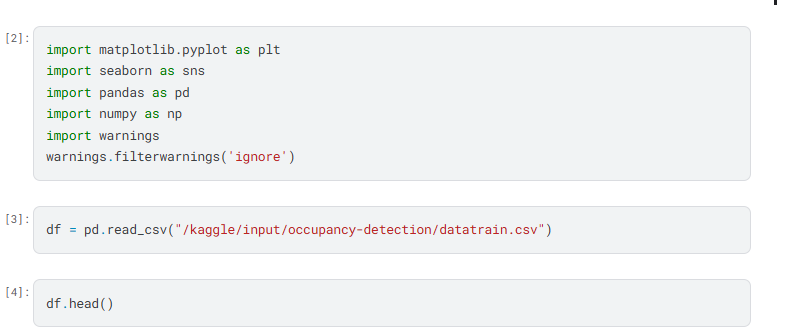 [2]:
import matplotlib.pyplot as plt
import seaborn as sns
import pandas as pd
import numpy as np
import warnings
warnings.filterwarnings('ignore')
[3]:
df = pd.read_csv("/kaggle/input/occupancy-detection/datatrain.csv")
[4]:
df.head()